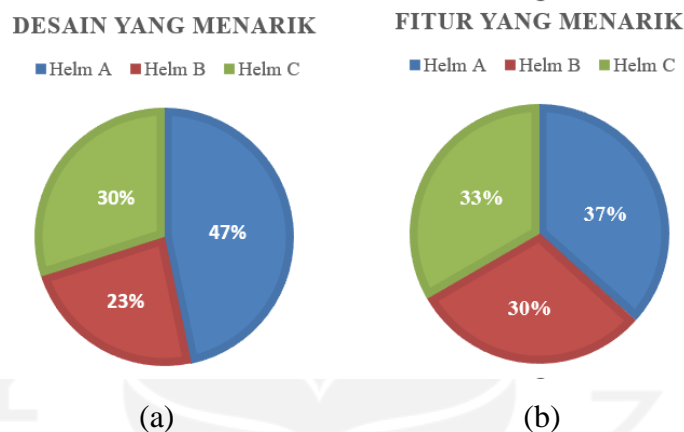 DESAIN YANG MENARIK
Helm A Helm B Helm C
47%
23%
30%
(a)
FITUR YANG MENARIK
Helm A Helm B Helm C
37%
30%
33%
(b)